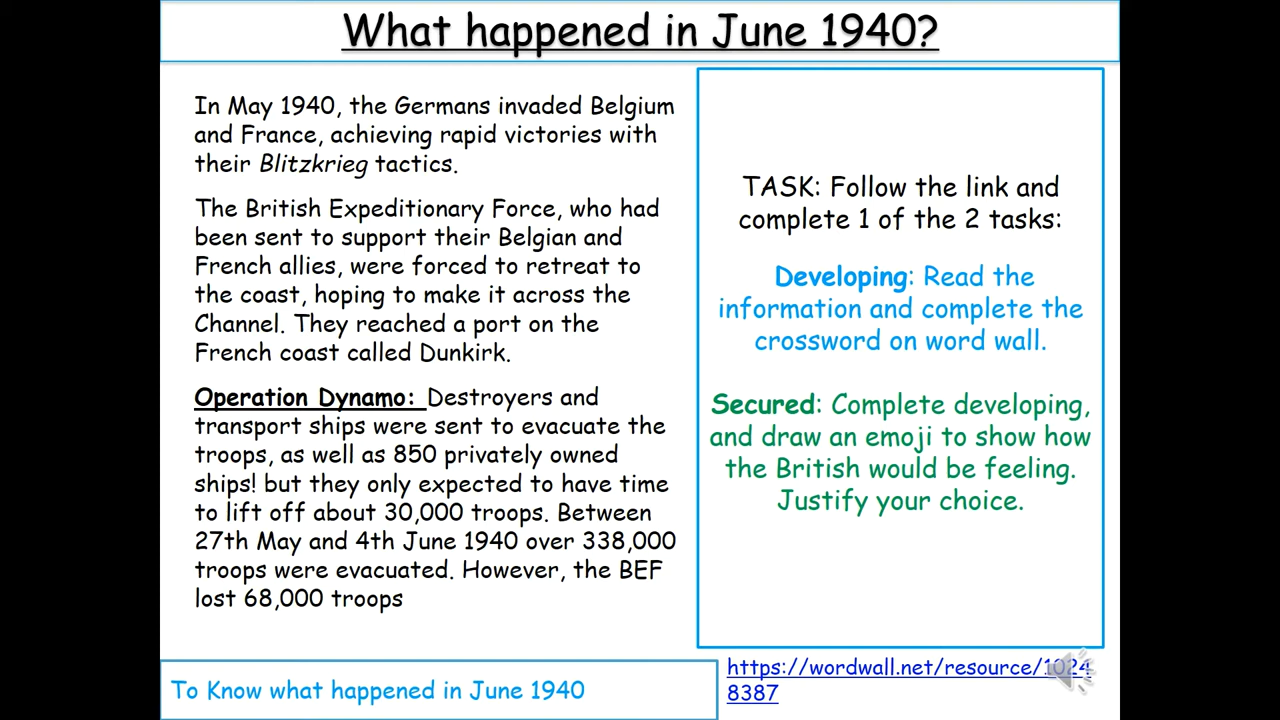 What happened in June 1940?
In May 1940, the Germans invaded Belgium
and France, achieving rapid victories with
their Blitzkrieg tactics.
The British Expeditionary Force, who had
been sent to support their Belgian and
French allies, were forced to retreat to
the coast, hoping to make it across the
Channel. They reached a port on the
French coast called Dunkirk.
Operation Dynamo: Destroyers and
transport ships were sent to evacuate the
troops, as well as 850 privately owned
ships! but they only expected to have time
to lift off about 30,000 troops. Between
27th May and 4th June 1940 over 338,000
troops were evacuated. However, the BEF
lost 68,000 troops
TASK: Follow the link and
complete 1 of the 2 tasks:
Developing: Read the
information and complete the
crossword on word wall.
Secured: Complete developing,
and draw an emoji to show how
the British would be feeling.
Justify your choice.
To Know what happened in June 1940
https://wordwall.net/resource/1024
8387